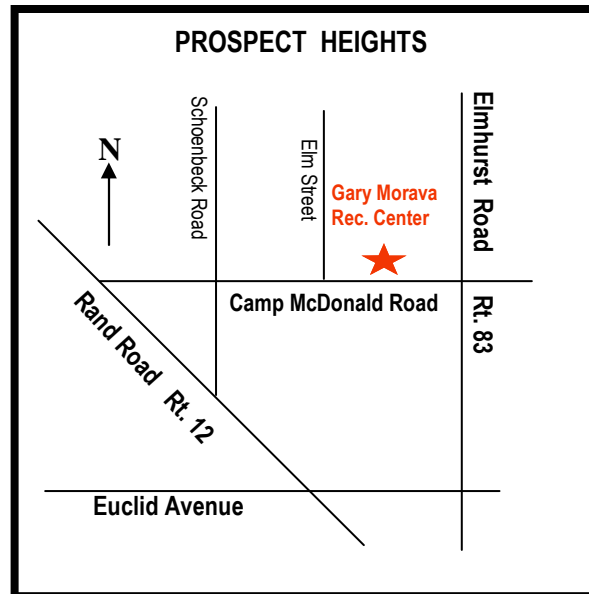 PROSPECT HEIGHTS
N
Schoenbeck Road
Elm Street
Gary Morava
Rec. Center
Elmhurst Road
Camp McDonald Road
Rt. 83
Rand Road Rt. 12
Euclid Avenue